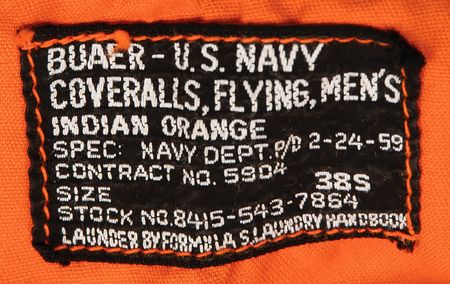 BUAER - U.S. NAVY
COVERALLS, FLYING, MEN'S
INDIAN ORANGE
SPEC: NAVY DEPT. P/D 2-24-59
CONTRACT NO. 5904
SIZE 38S
STOCK NO. 8415-543-7864
LAUNDER BY FORMULA S. LAUNDRY HANDBOOK